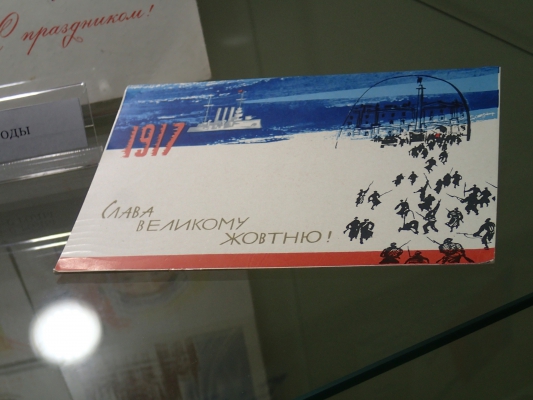 С праздником!
оды
1917
СЛАВА
ВЕЛИКОМУ
ЖОВТНЮ!